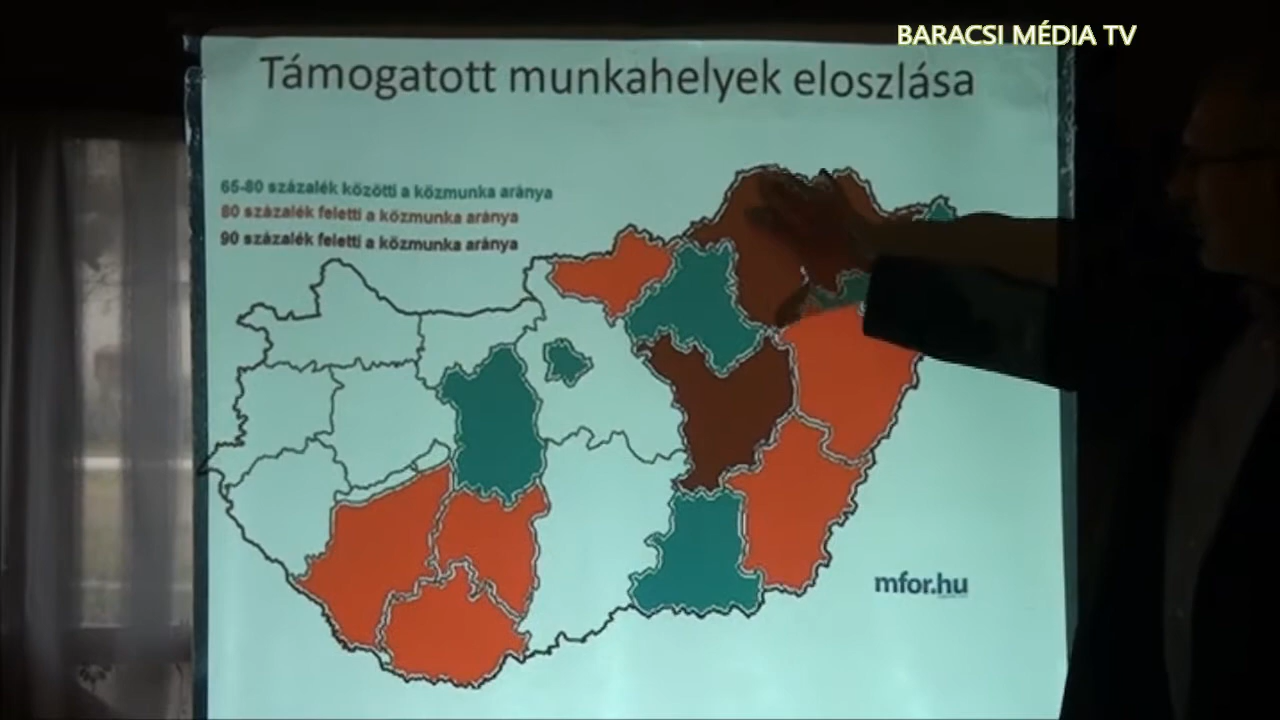 BARACSI MÉDIA TV
Támogatott munkahelyek eloszlása
65-80 százalék közötti a közmunka aránya
80 százalék feletti a közmunka aránya
90 százalék feletti a közmunka aránya
mfor.hu